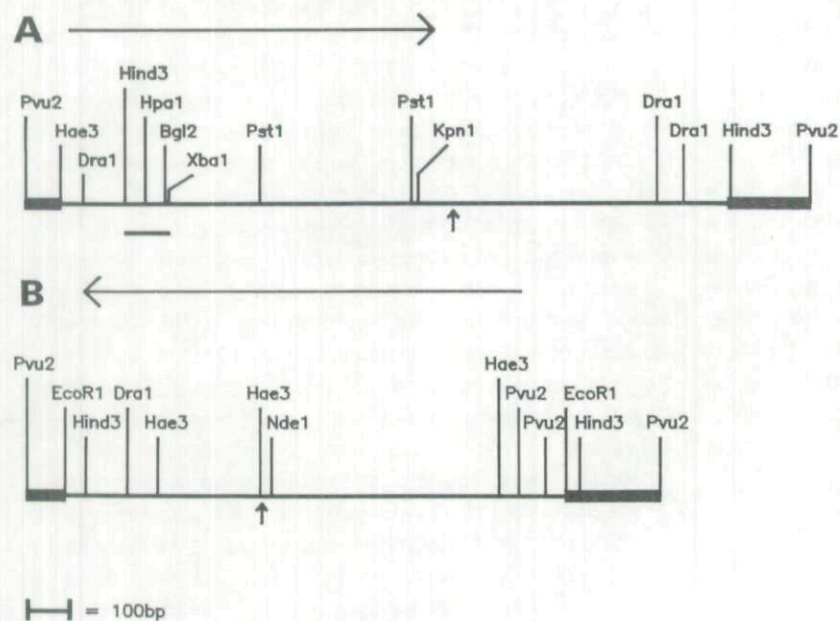 A
Hind3
Pvu2 Hpa1 Pst1 Dra1
Hae3 Bgl2 Pst1 Kpn1 Dra1 Hind3 Pvu2
Dra1 Xba1
B
Pvu2 Hae3
EcoR1 Dra1 Hae3 Pvu2 EcoR1
Hind3 Hae3 Nde1 Pvu2 Hind3 Pvu2
= 100bp